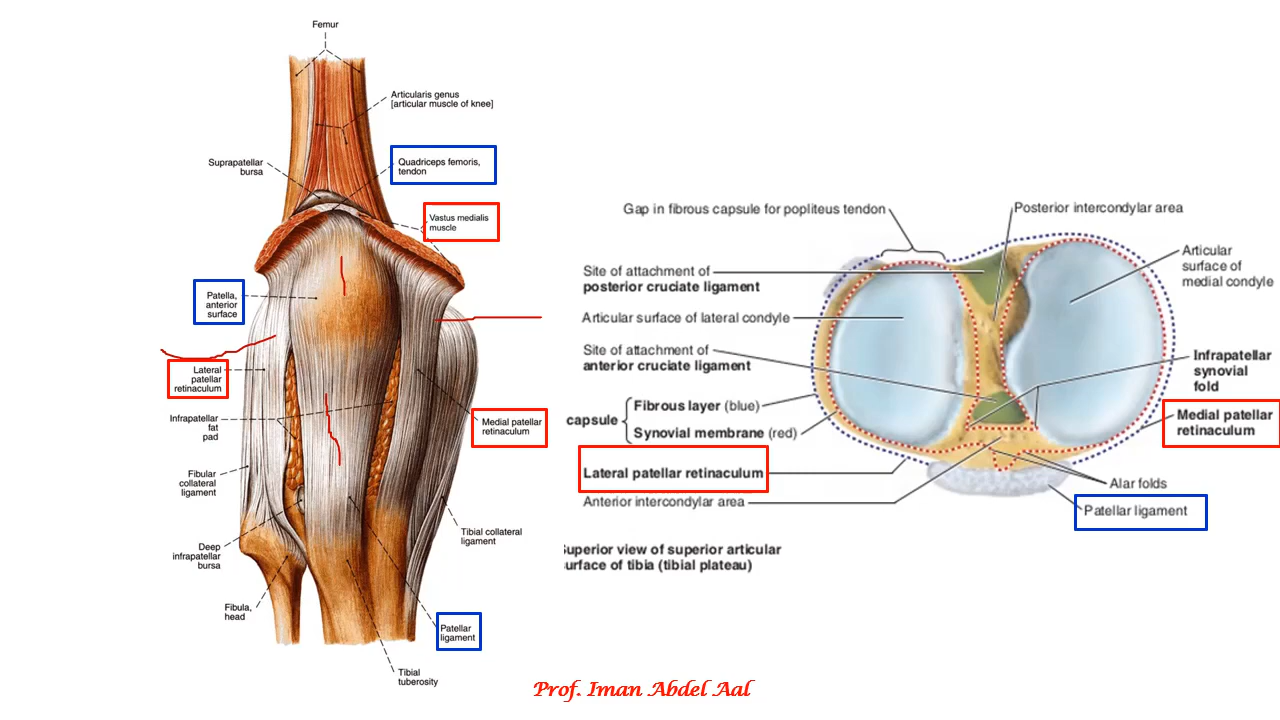 Femur
Articularis genus
[articular muscle of knee]
Suprapatellar
bursa
Quadriceps femoris,
tendon
Vastus medialis
muscle
Patella,
anterior
surface
Lateral
patellar
retinaculum
Infrapatellar
fat
pad
Medial patellar
retinaculum
Fibular
collateral
ligament
Tibial collateral
ligament
Deep
infrapatellar
bursa
Fibula,
head
Patellar
ligament
Tibial
tuberosity
Gap in fibrous capsule for popliteus tendon
Posterior intercondylar area
Articular
surface of
medial condyle
Site of attachment of
posterior cruciate ligament
Articular surface of lateral condyle
Site of attachment of
anterior cruciate ligament
Infrapatellar
synovial
fold
capsule
Fibrous layer (blue)
Synovial membrane (red)
Medial patellar
retinaculum
Lateral patellar retinaculum
Alar folds
Anterior intercondylar area
Patellar ligament
Superior view of superior articular
surface of tibia (tibial plateau)
Prof. Iman Abdel Aal